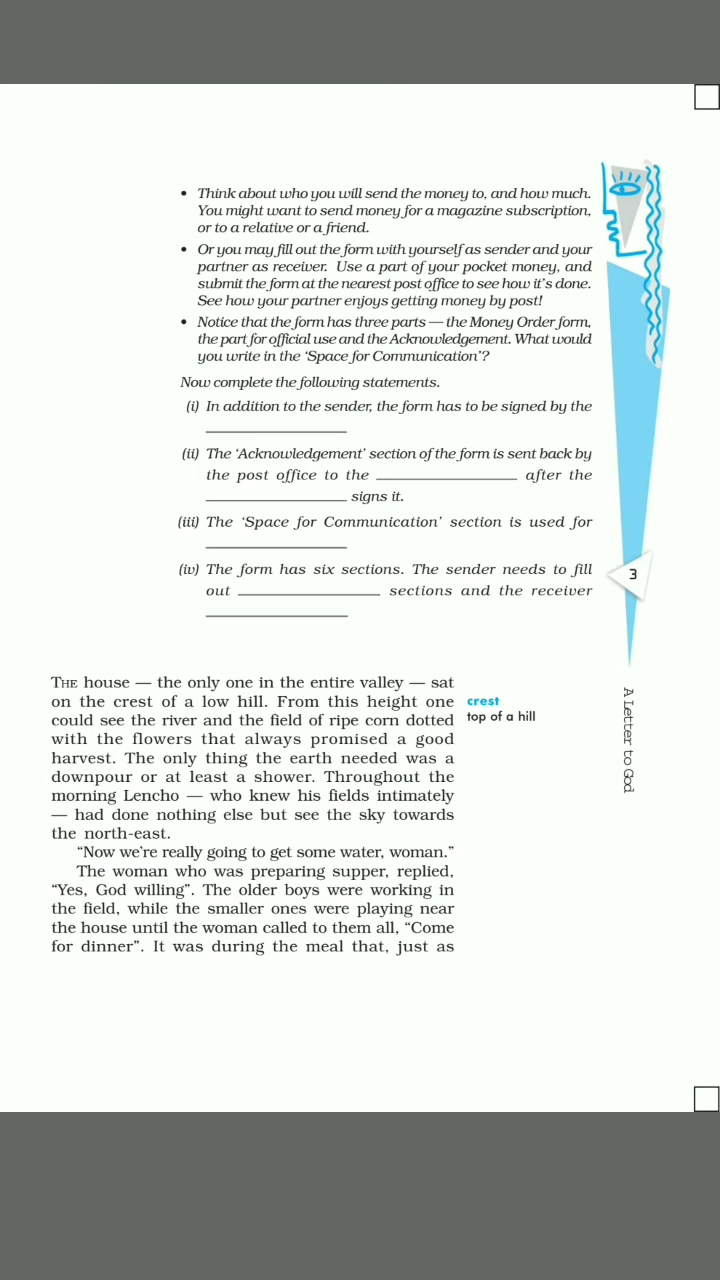 • Think about who you will send the money to, and how much.
You might want to send money for a magazine subscription,
or to a relative or a friend.
• Or you may fill out the form with yourself as sender and your
partner as receiver. Use a part of your pocket money, and
submit the form at the nearest post office to see how it's done.
See how your partner enjoys getting money by post!
• Notice that the form has three parts — the Money Order form,
the part for official use and the Acknowledgement. What would
you write in the 'Space for Communication'?
Now complete the following statements.
(i) In addition to the sender, the form has to be signed by the
(ii) The 'Acknowledgement' section of the form is sent back by
the post office to the ________ after the
________ signs it.
(iii) The 'Space for Communication' section is used for
(iv) The form has six sections. The sender needs to fill
out ________ sections and the receiver
3
A Letter to God
THE house — the only one in the entire valley — sat
on the crest of a low hill. From this height one
could see the river and the field of ripe corn dotted
with the flowers that always promised a good
harvest. The only thing the earth needed was a
downpour or at least a shower. Throughout the
morning Lencho — who knew his fields intimately
— had done nothing else but see the sky towards
the north-east.
"Now we're really going to get some water, woman."
The woman who was preparing supper, replied,
"Yes, God willing". The older boys were working in
the field, while the smaller ones were playing near
the house until the woman called to them all, "Come
for dinner". It was during the meal that, just as
crest
top of a hill